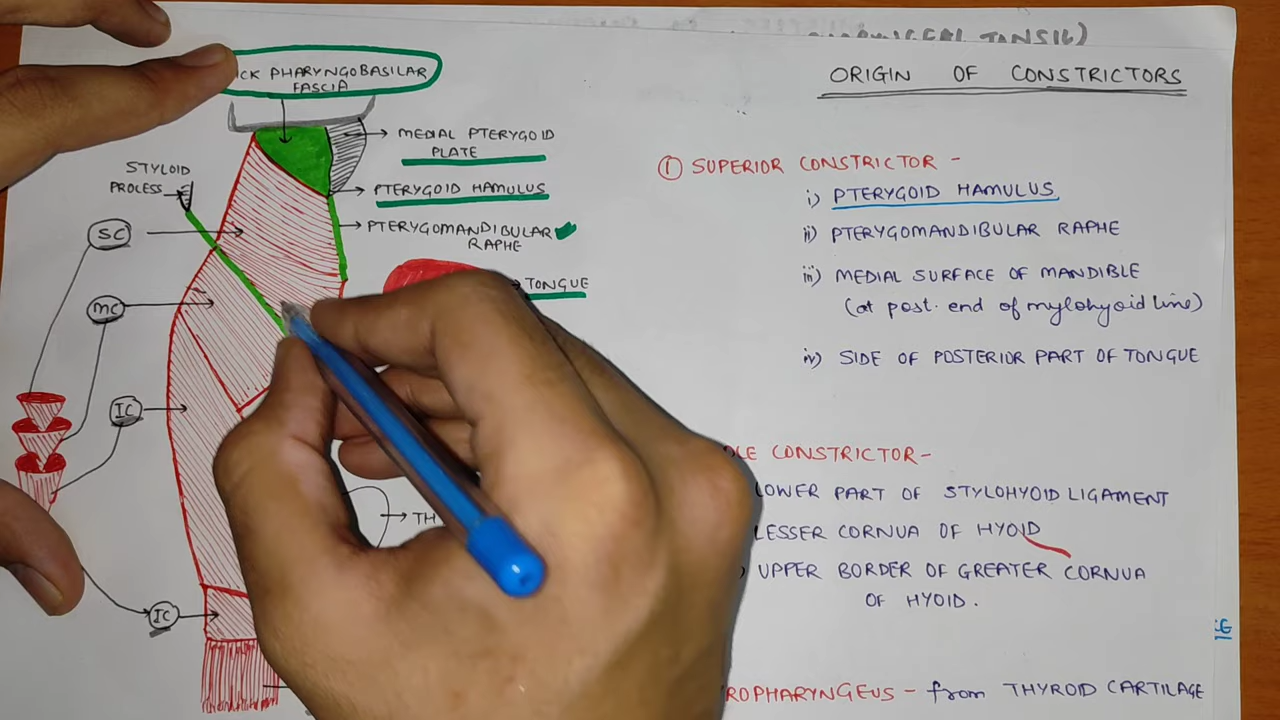 PHARYNGOBASILAR
FASCIA
MEDIAL PTERYGOID
PLATE
STYLOID
PROCESS
PTERYGOID HAMULUS
PTERYGOMANDIBULAR
RAPHE
SC
TONGUE
MC
IC
TH
IC
ORIGIN OF CONSTRICTORS
① SUPERIOR CONSTRICTOR -
i) PTERYGOID HAMULUS
ii) PTERYGOMANDIBULAR RAPHE
iii) MEDIAL SURFACE OF MANDIBLE
(at post. end of mylohyoid line)
iv) SIDE OF POSTERIOR PART OF TONGUE
DLE CONSTRICTOR-
LOWER PART OF STYLOHYOID LIGAMENT
LESSER CORNUA OF HYOID
) UPPER BORDER OF GREATER CORNUA
OF HYOID.
ROPHARYNGEUS - from THYROID CARTILAGE